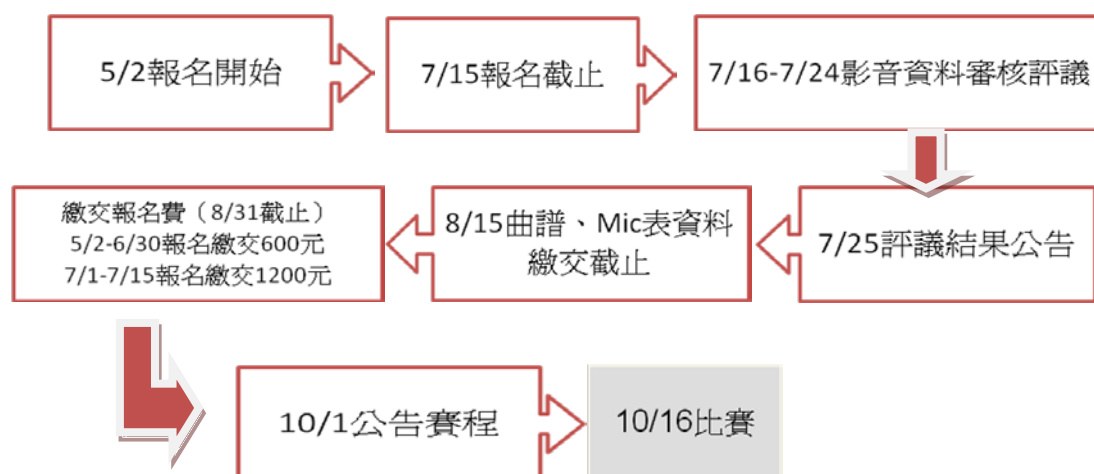 5/2報名開始
7/15報名截止
7/16-7/24影音資料審核評議
7/25評議結果公告
8/15曲譜、Mic表資料
繳交截止
繳交報名費（8/31截止）
5/2-6/30報名繳交600元
7/1-7/15報名繳交1200元
10/1公告賽程
10/16比賽